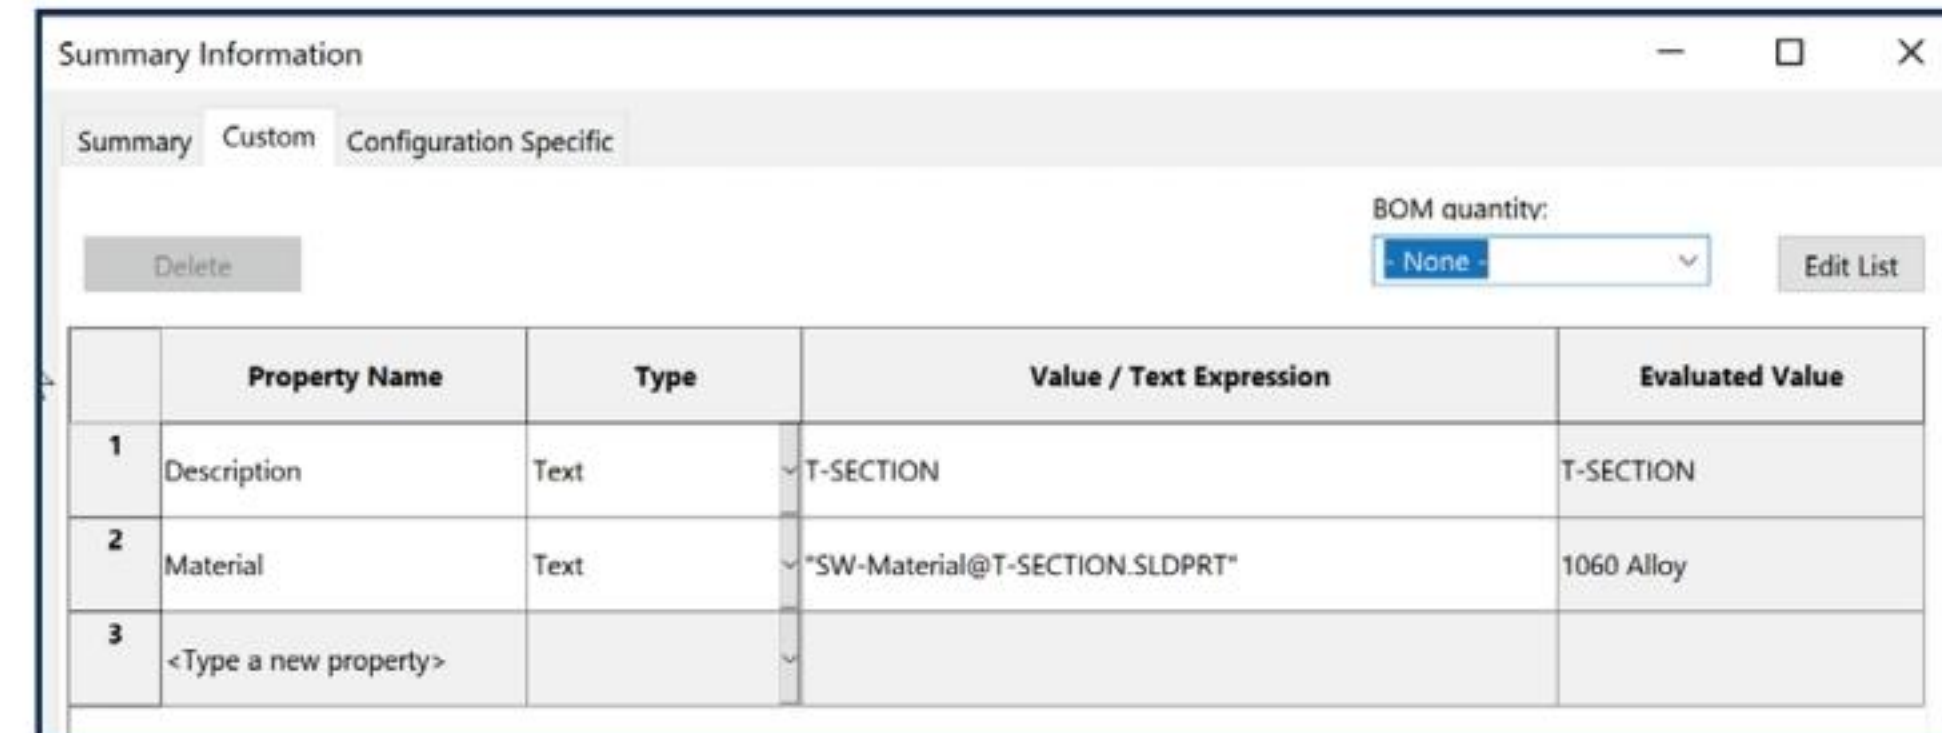 Summary Information
Summary Custom Configuration Specific
BOM quantity:
Delete - None - Edit List
Property Name Type Value / Text Expression Evaluated Value
1 Description Text T-SECTION T-SECTION
2 Material Text "SW-Material@T-SECTION.SLDPRT" 1060 Alloy
3 <Type a new property>